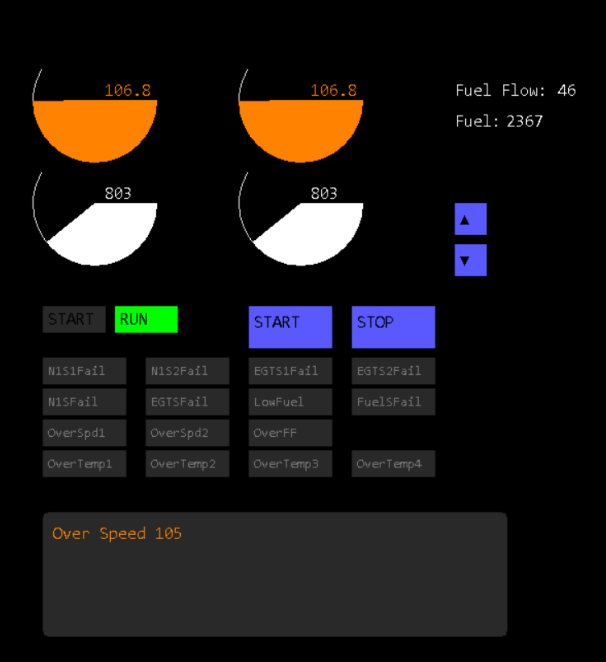 106.8 106.8 Fuel Flow: 46
Fuel: 2367
803 803
▲
▼
START RUN START STOP
N1S1Fail N1S2Fail EGTS1Fail EGTS2Fail
N1SFail EGTSFail LowFuel FuelSFail
OverSpd1 OverSpd2 OverFF
OverTemp1 OverTemp2 OverTemp3 OverTemp4
Over Speed 105